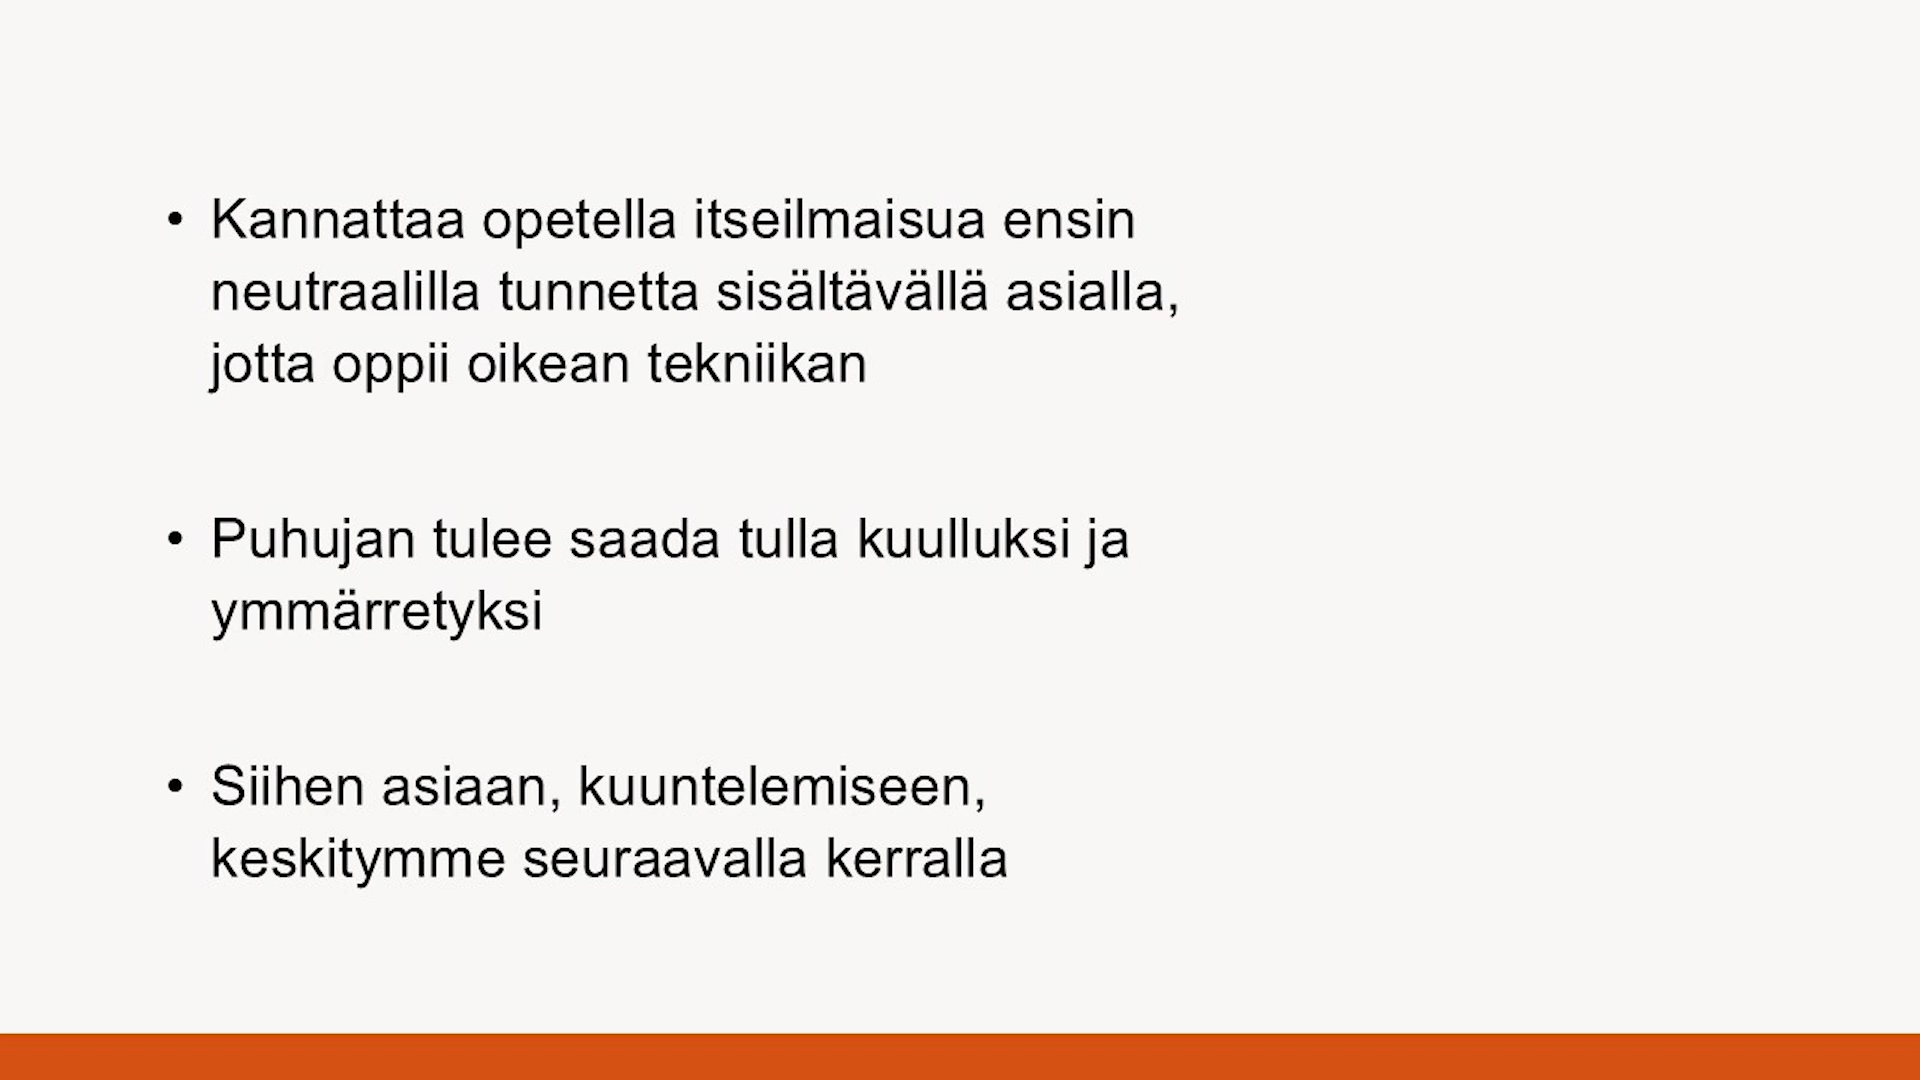 • Kannattaa opetella itseilmaisua ensin
neutraalilla tunnetta sisältävällä asialla,
jotta oppii oikean tekniikan
• Puhujan tulee saada tulla kuulluksi ja
ymmärretyksi
• Siihen asiaan, kuuntelemiseen,
keskitymme seuraavalla kerralla